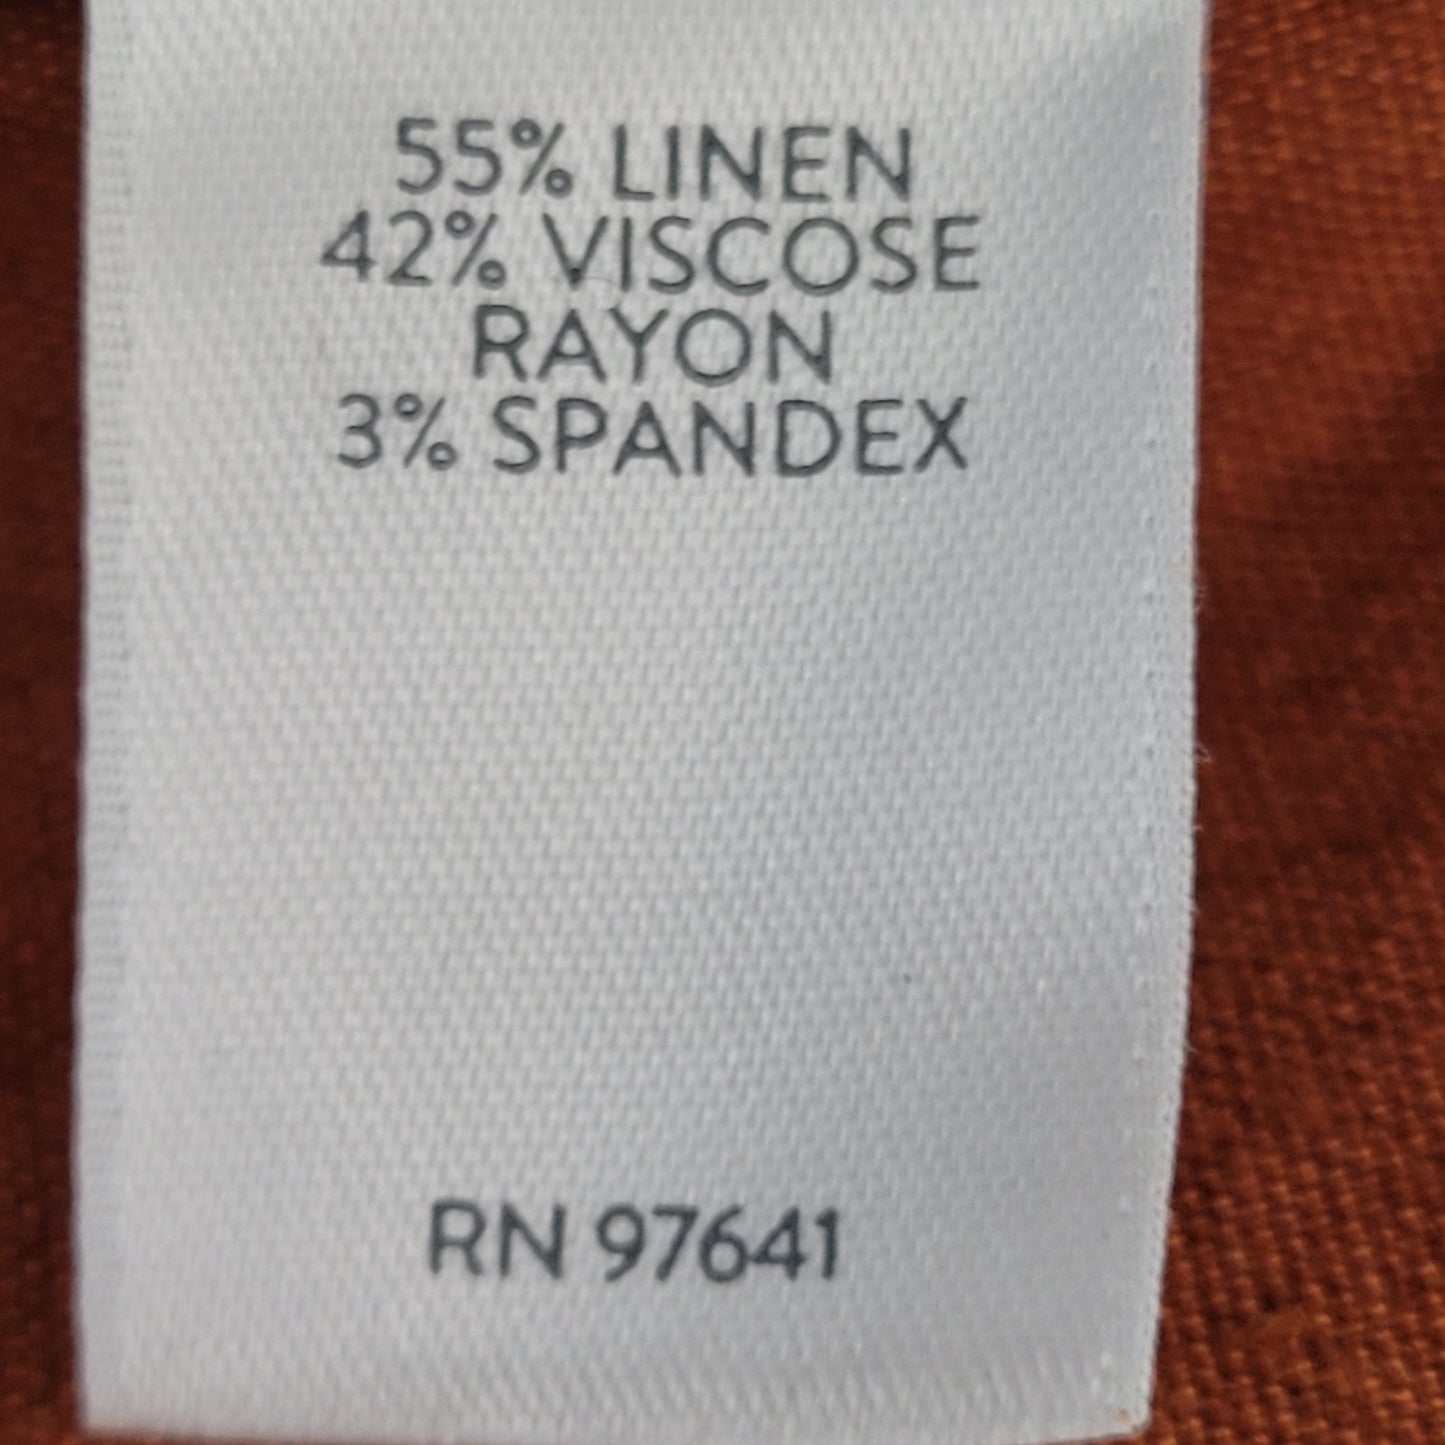 55% LINEN
42% VISCOSE
RAYON
3% SPANDEX
RN 97641